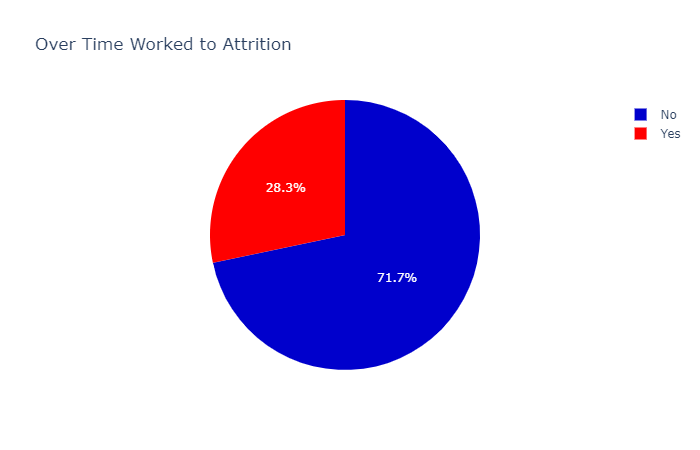 Over Time Worked to Attrition
No
Yes
28.3%
71.7%